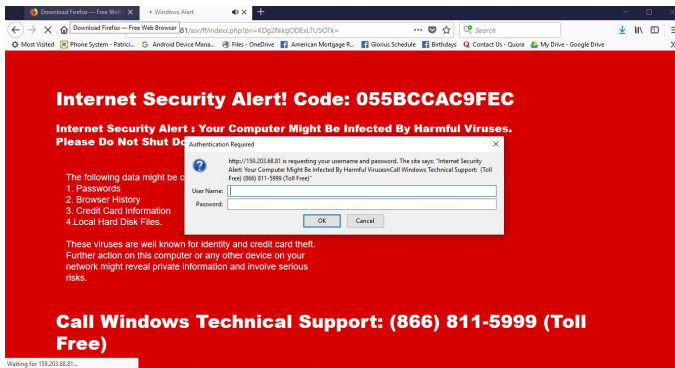 Download Firefox — Free Web
Windows Alert
Download Firefox — Free Web Browser
81/asr/ff/indexx.php?pn=KDg2NikgODExLTU5OTk=
Search
Most Visited
Phone System - Patrici...
Android Device Mana...
Files - OneDrive
American Mortgage R...
Glorius Schedule
Birthdays
Contact Us - Quora
My Drive - Google Drive
Internet Security Alert! Code: 055BCCAC9FEC
Internet Security Alert : Your Computer Might Be Infected By Harmful Viruses.
Please Do Not Shut Do
Authentication Required
http://159.203.68.81 is requesting your username and password. The site says: "Internet Security
Alert: Your Computer Might Be Infected By Harmful VirusesnCall Windows Technical Support: (Toll
Free) (866) 811-5999 (Toll Free)"
User Name:
Password:
OK
Cancel
The following data might be c
1. Passwords
2. Browser History
3. Credit Card Information
4.Local Hard Disk Files.
These viruses are well known for identity and credit card theft.
Further action on this computer or any other device on your
network might reveal private information and involve serious
risks.
Call Windows Technical Support: (866) 811-5999 (Toll
Free)
Waiting for 159.203.68.81...